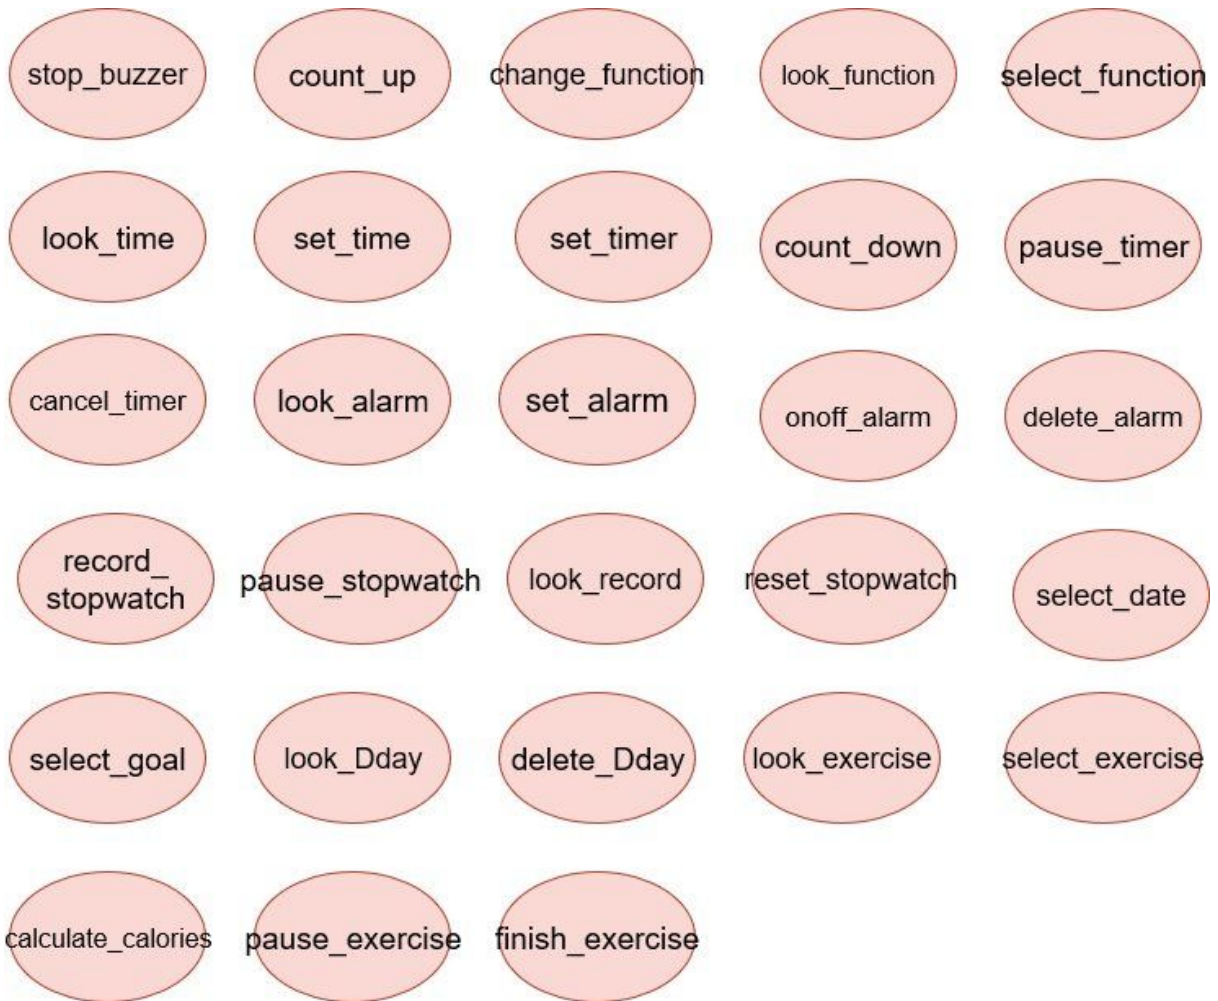 stop_buzzer
count_up
change_function
look_function
select_function
look_time
set_time
set_timer
count_down
pause_timer
cancel_timer
look_alarm
set_alarm
onoff_alarm
delete_alarm
record_
stopwatch
pause_stopwatch
look_record
reset_stopwatch
select_date
select_goal
look_Dday
delete_Dday
look_exercise
select_exercise
calculate_calories
pause_exercise
finish_exercise